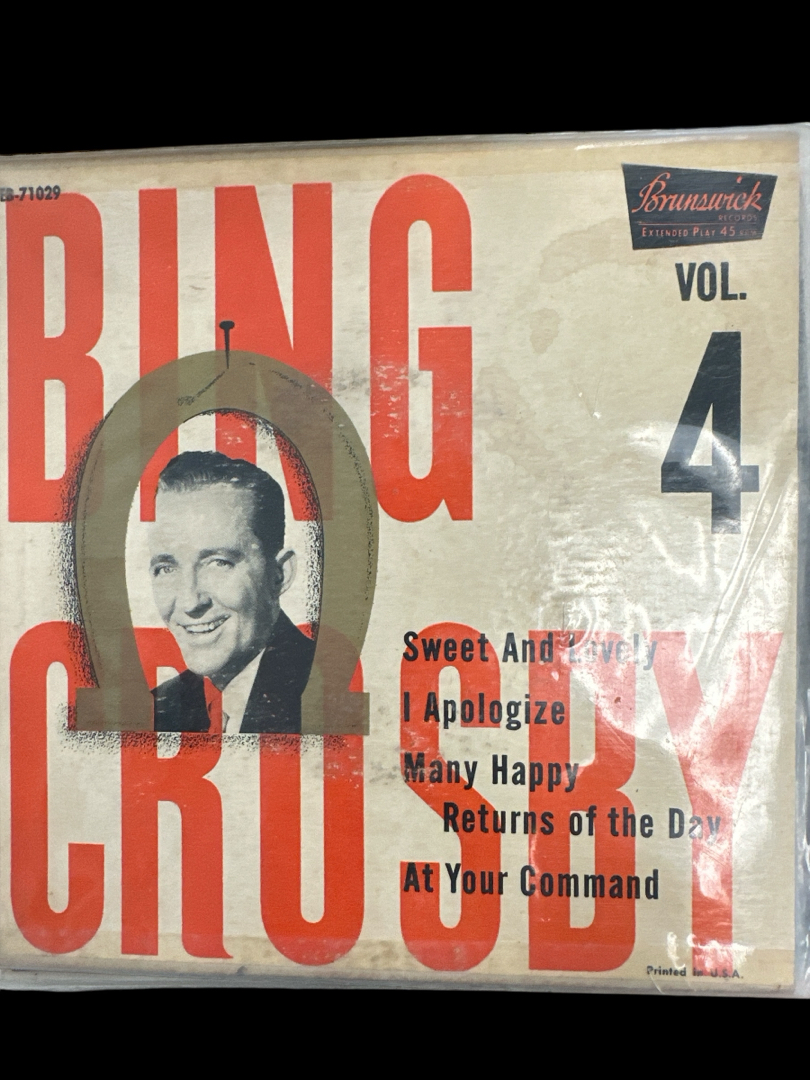 EB-71029
BING
Brunswick
RECORDS
EXTENDED PLAY 45
VOL.
4
CROSBY
Sweet And Lovely
I Apologize
Many Happy
Returns of the Day
At Your Command
Printed in U.S.A.